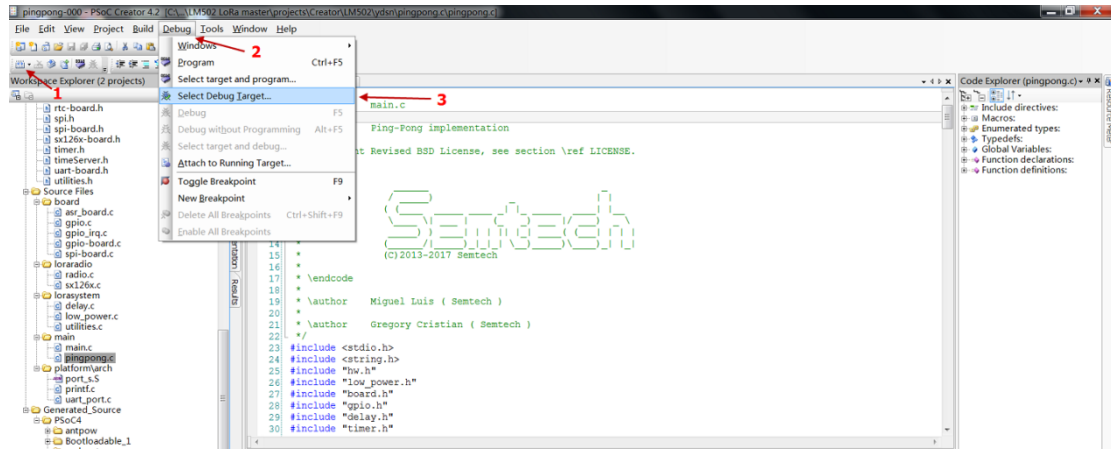 pingpong-000 - PSoC Creator 4.2 [C:\...\LM502 LoRa master\projects\Creator\LM502\ydsn\pingpong.c\pingpong.c]
File Edit View Project Build Debug Tools Window Help
Windows
2
Program Ctrl+F5
Select target and program...
1
Workspace Explorer (2 projects)
Select Debug Target...
3
Debug F5
Debug without Programming Alt+F5
Select target and debug...
Attach to Running Target...
Toggle Breakpoint F9
New Breakpoint
Delete All Breakpoints Ctrl+Shift+F9
Enable All Breakpoints
rtc-board.h
spi.h
spi-board.h
sx126x-board.h
timer.h
timeServer.h
uart-board.h
utilities.h
Source Files
board
asr_board.c
gpio.c
gpio_irq.c
gpio-board.c
spi-board.c
loraradio
radio.c
sx126x.c
lorasystem
delay.c
low_power.c
utilities.c
main
main.c
pingpong.c
platform\arch
port_s.S
printf.c
uart_port.c
Generated_Source
PSoC4
antpow
Bootloadable_1
Results
main.c
Ping-Pong implementation
Revised BSD License, see section \ref LICENSE.
Semtech
14 *
15 * (C)2013-2017 Semtech
16 *
17 * \endcode
18 *
19 * \author Miguel Luis ( Semtech )
20 *
21 * \author Gregory Cristian ( Semtech )
22 */
23 #include <stdio.h>
24 #include <string.h>
25 #include "hw.h"
26 #include "low_power.h"
27 #include "board.h"
28 #include "gpio.h"
29 #include "delay.h"
30 #include "timer.h"
Code Explorer (pingpong.c)
Include directives:
Macros:
Enumerated types:
Typedefs:
Global Variables:
Function declarations:
Function definitions: